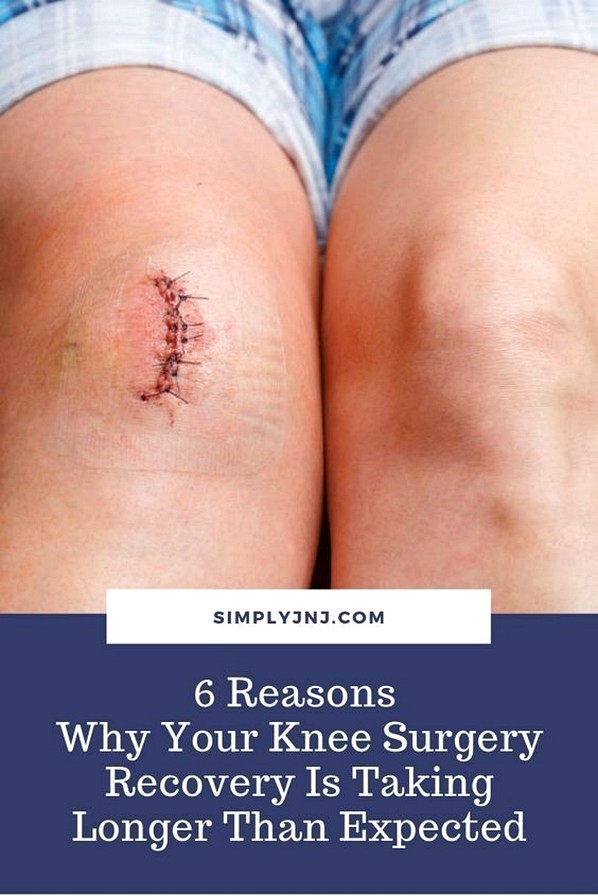 SIMPLYJNJ.COM
6 Reasons
Why Your Knee Surgery
Recovery Is Taking
Longer Than Expected